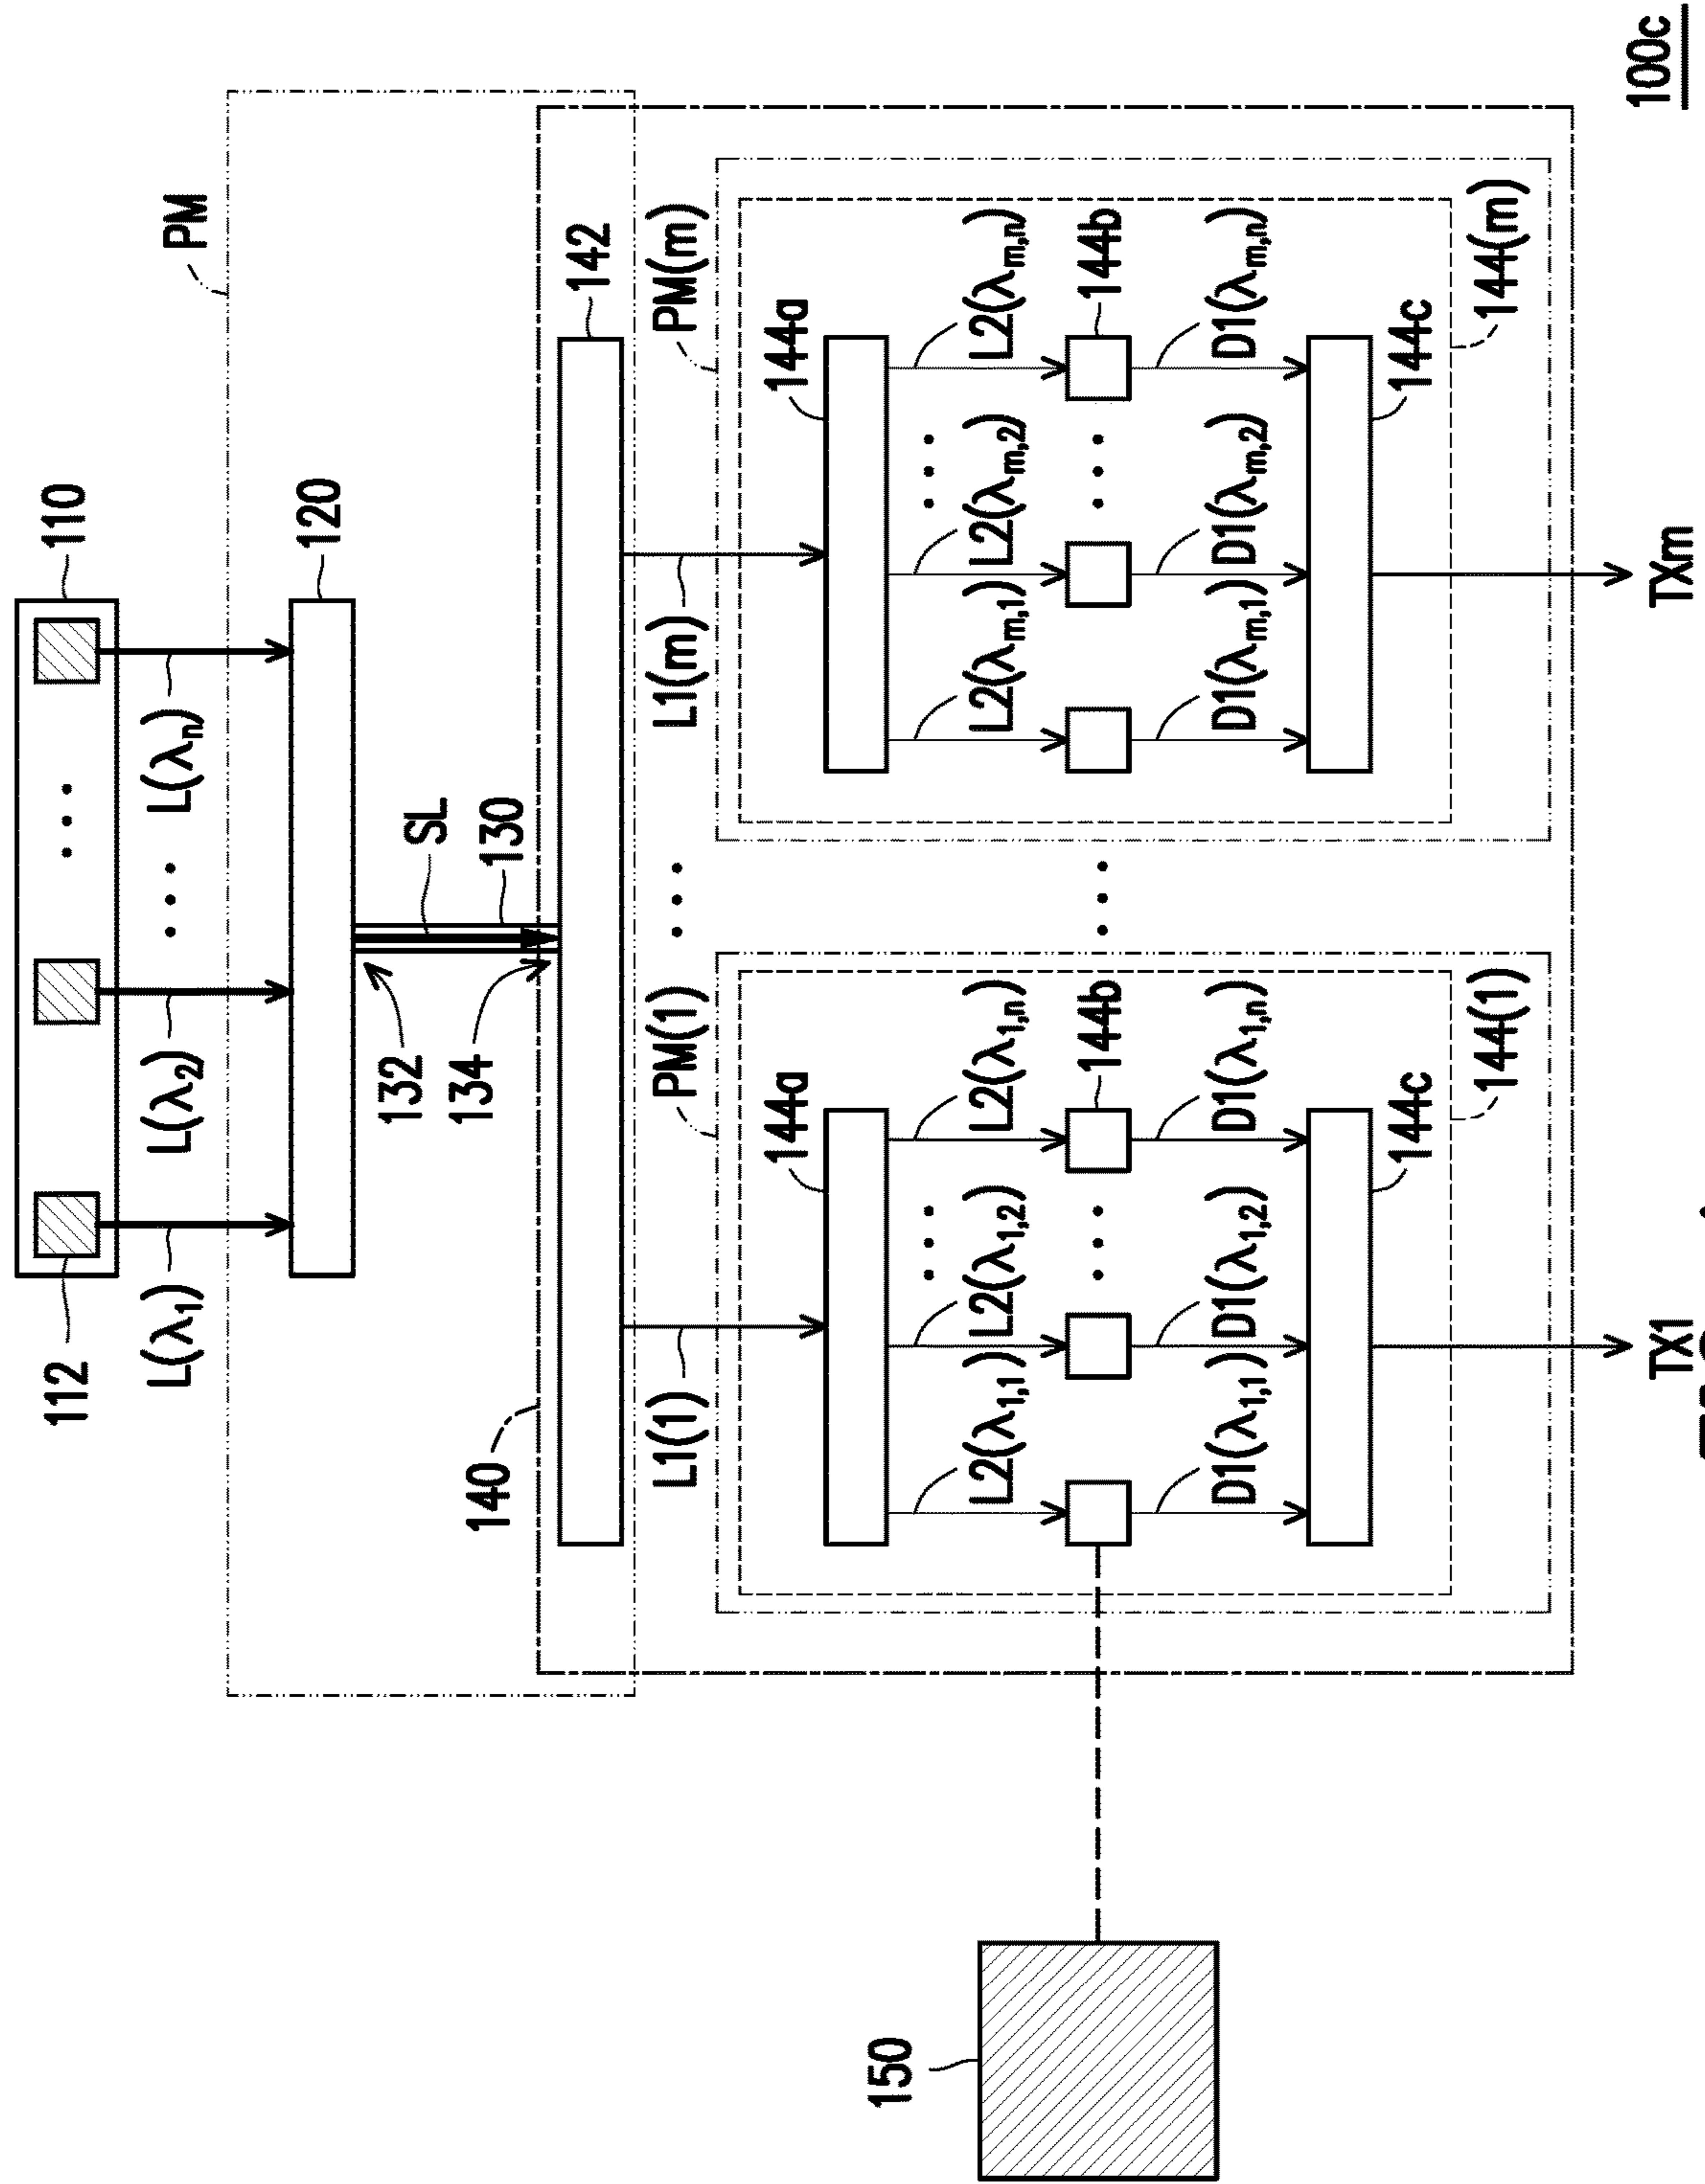 110
112
L(λ1)
L(λ2)
L(λn)
PM
120
SL
132
130
134
140
142
L1(1)
L1(m)
PM(1)
PM(m)
144a
144a
L2(λ1,1)
L2(λ1,2)
L2(λ1,n)
L2(λm,1)
L2(λm,2)
L2(λm,n)
150
144b
144b
D1(λ1,1)
D1(λ1,2)
D1(λ1,n)
D1(λm,1)
D1(λm,2)
D1(λm,n)
144c
144c
144(1)
144(m)
TX1
TXm
100c